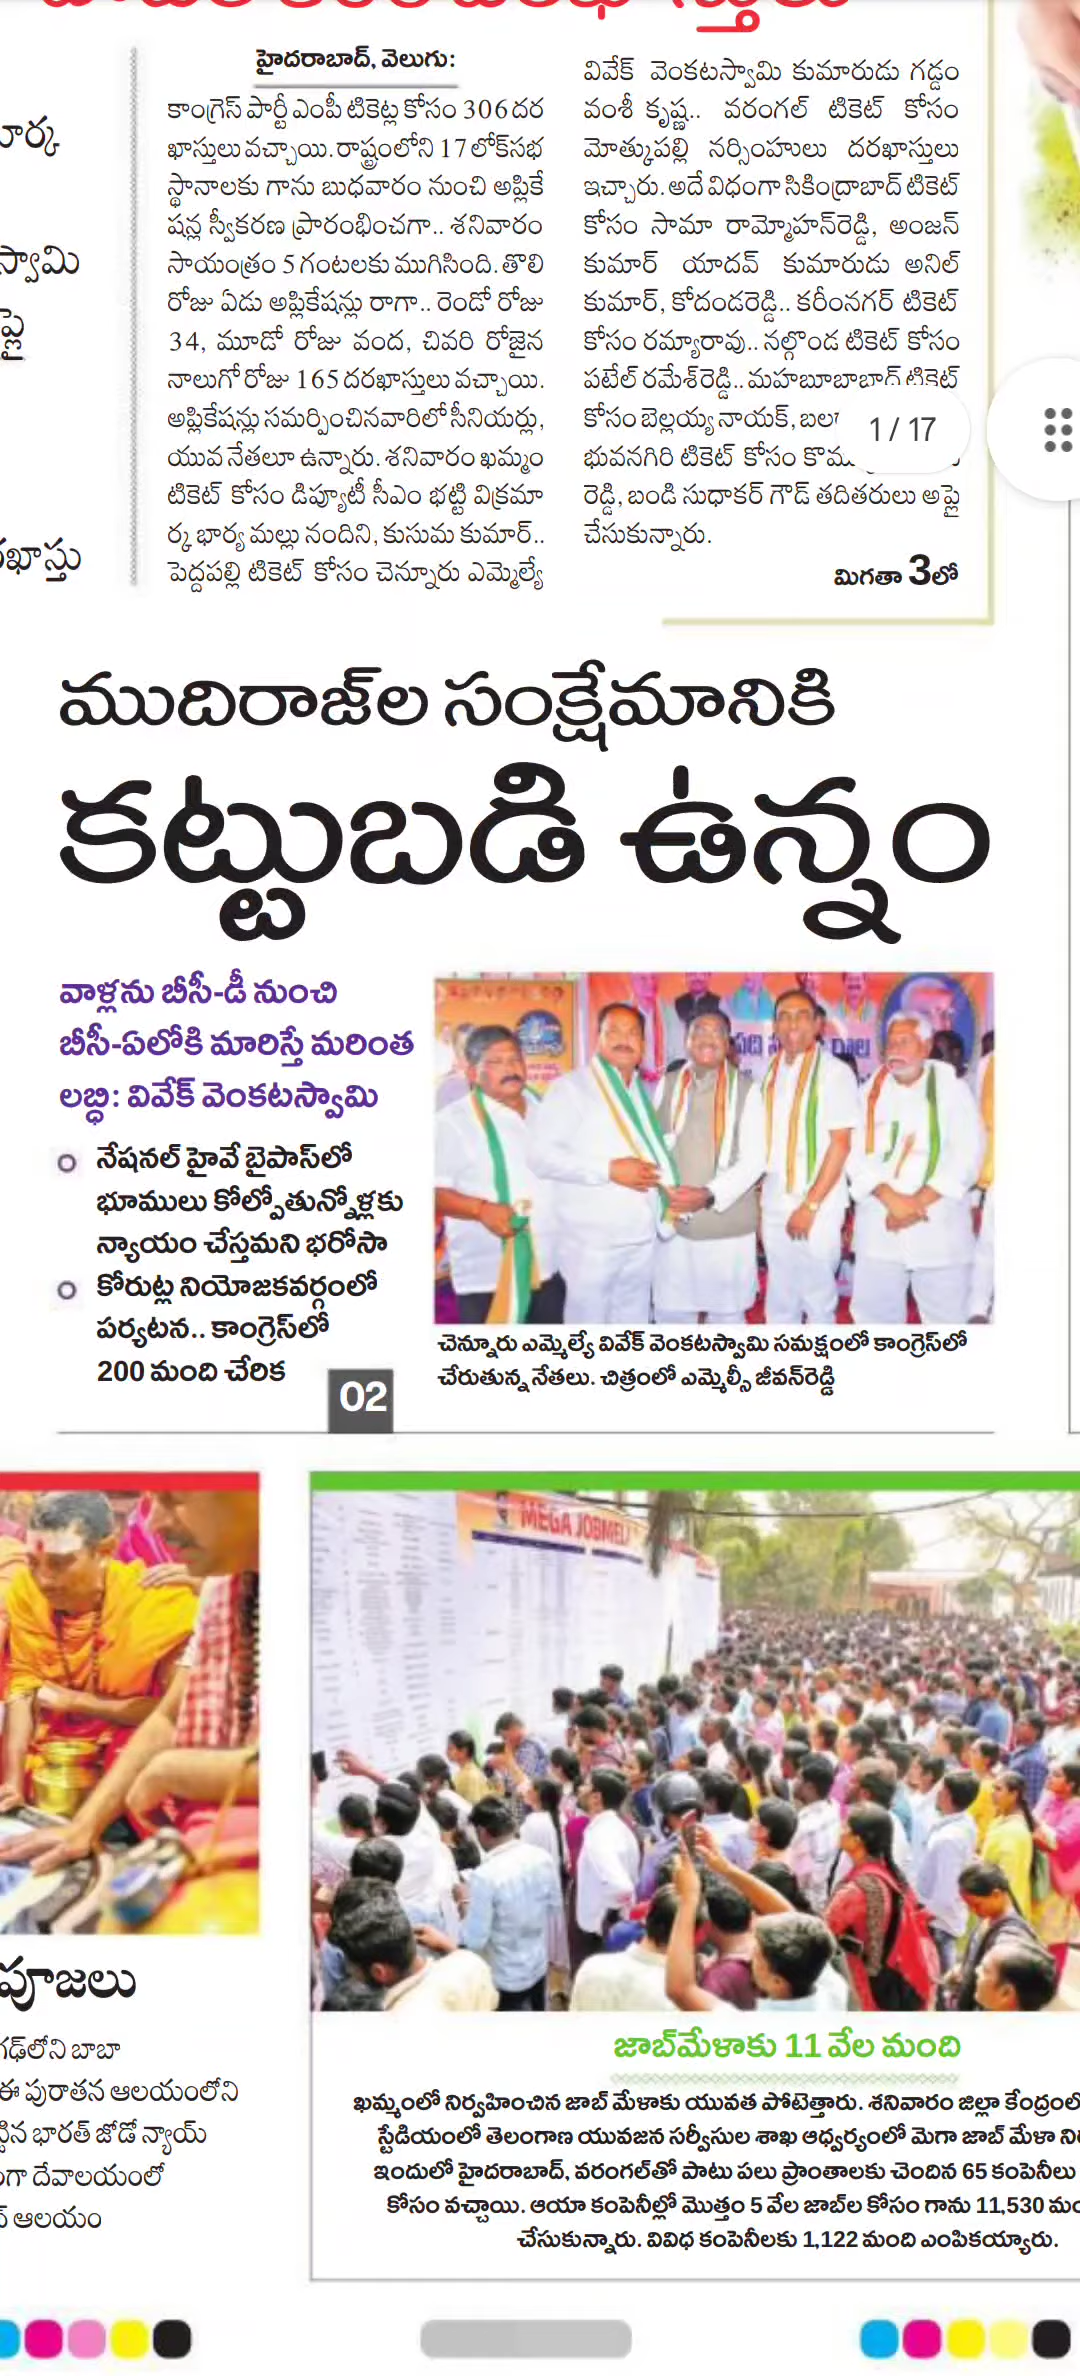 ార్క
స్వామి
ప్లై
రఖాస్తు
హైదరాబాద్, వెలుగు:
కాంగ్రెస్ పార్టీ ఎంపీ టికెట్ల కోసం 306 దర
ఖాస్తులు వచ్చాయి. రాష్ట్రంలోని 17 లోక్‌సభ
స్థానాలకు గాను బుధవారం నుంచి అప్లికే
షన్ల స్వీకరణ ప్రారంభించగా.. శనివారం
సాయంత్రం 5 గంటలకు ముగిసింది. తొలి
రోజు ఏడు అప్లికేషన్లు రాగా.. రెండో రోజు
34, మూడో రోజు వంద, చివరి రోజైన
నాలుగో రోజు 165 దరఖాస్తులు వచ్చాయి.
అప్లికేషన్లు సమర్పించినవారిలో సీనియర్లు,
యువ నేతలూ ఉన్నారు. శనివారం ఖమ్మం
టికెట్ కోసం డిప్యూటీ సీఎం భట్టి విక్రమా
ర్క భార్య మల్లు నందిని, కుసుమ కుమార్..
పెద్దపల్లి టికెట్ కోసం చెన్నూరు ఎమ్మెల్యే
వివేక్ వెంకటస్వామి కుమారుడు గడ్డం
వంశీ కృష్ణ.. వరంగల్ టికెట్ కోసం
మోత్కుపల్లి నర్సింహులు దరఖాస్తులు
ఇచ్చారు. అదే విధంగా సికింద్రాబాద్ టికెట్
కోసం సామా రామ్మోహన్‌రెడ్డి, అంజన్
కుమార్ యాదవ్ కుమారుడు అనిల్
కుమార్, కోదండరెడ్డి.. కరీంనగర్ టికెట్
కోసం రమ్యారావు.. నల్గొండ టికెట్ కోసం
పటేల్ రమేశ్‌రెడ్డి.. మహబూబాబాద్ టికెట్
కోసం బెల్లయ్య నాయక్,
భువనగిరి టికెట్ కోసం
రెడ్డి, బండి సుధాకర్ గౌడ్ తదితరులు అప్లై
చేసుకున్నారు.
మిగతా 3లో
1 / 17
ముదిరాజ్‌ల సంక్షేమానికి
కట్టుబడి ఉన్నం
వాళ్లను బీసీ-డీ నుంచి
బీసీ-ఏలోకి మారిస్తే మరింత
లబ్ధి: వివేక్ వెంకటస్వామి
నేషనల్ హైవే బైపాస్‌లో
భూములు కోల్పోతున్నోళ్లకు
న్యాయం చేస్తమని భరోసా
కోరుట్ల నియోజకవర్గంలో
పర్యటన.. కాంగ్రెస్‌లో
200 మంది చేరిక
02
చెన్నూరు ఎమ్మెల్యే వివేక్ వెంకటస్వామి సమక్షంలో కాంగ్రెస్‌లో
చేరుతున్న నేతలు. చిత్రంలో ఎమ్మెల్సీ జీవన్‌రెడ్డి
పూజలు
గఢ్‌లోని బాబా
ఈ పురాతన ఆలయంలోని
ట్టిన భారత్ జోడో న్యాయ్
ంగా దేవాలయంలో
ఆలయం
MEGA JOBMELA
జాబ్‌మేళాకు 11 వేల మంది
ఖమ్మంలో నిర్వహించిన జాబ్ మేళాకు యువత పోటెత్తారు. శనివారం జిల్లా కేంద్రంలో
స్టేడియంలో తెలంగాణ యువజన సర్వీసుల శాఖ ఆధ్వర్యంలో మెగా జాబ్ మేళా
ఇందులో హైదరాబాద్, వరంగల్‌తో పాటు పలు ప్రాంతాలకు చెందిన 65 కంపెనీలు
కోసం వచ్చాయి. ఆయా కంపెనీల్లో మొత్తం 5 వేల జాబ్‌ల కోసం గాను 11,530
చేసుకున్నారు. వివిధ కంపెనీలకు 1,122 మంది ఎంపికయ్యారు.